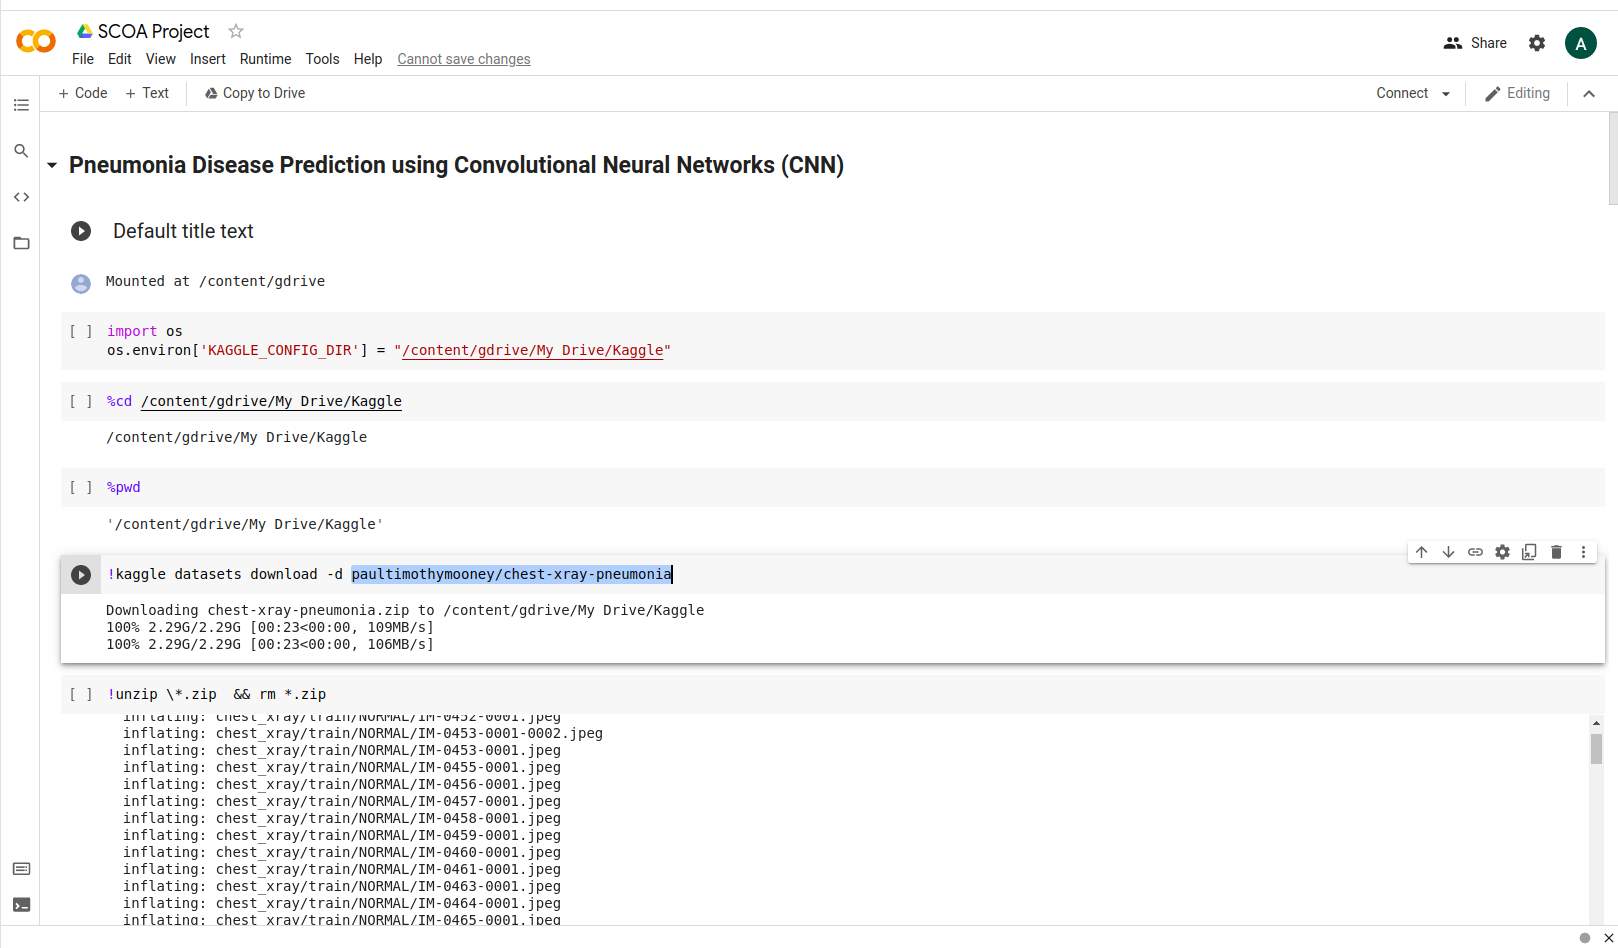 SCOA Project
File Edit View Insert Runtime Tools Help Cannot save changes
Share
A
+ Code + Text Copy to Drive
Connect Editing
Pneumonia Disease Prediction using Convolutional Neural Networks (CNN)
Default title text
Mounted at /content/gdrive
[ ] import os
os.environ['KAGGLE_CONFIG_DIR'] = "/content/gdrive/My Drive/Kaggle"
[ ] %cd /content/gdrive/My Drive/Kaggle
/content/gdrive/My Drive/Kaggle
[ ] %pwd
'/content/gdrive/My Drive/Kaggle'
!kaggle datasets download -d paultimothymooney/chest-xray-pneumonia
Downloading chest-xray-pneumonia.zip to /content/gdrive/My Drive/Kaggle
100% 2.29G/2.29G [00:23<00:00, 109MB/s]
100% 2.29G/2.29G [00:23<00:00, 106MB/s]
[ ] !unzip \*.zip  && rm *.zip
inflating: chest_xray/train/NORMAL/IM-0452-0001.jpeg
inflating: chest_xray/train/NORMAL/IM-0453-0001-0002.jpeg
inflating: chest_xray/train/NORMAL/IM-0453-0001.jpeg
inflating: chest_xray/train/NORMAL/IM-0455-0001.jpeg
inflating: chest_xray/train/NORMAL/IM-0456-0001.jpeg
inflating: chest_xray/train/NORMAL/IM-0457-0001.jpeg
inflating: chest_xray/train/NORMAL/IM-0458-0001.jpeg
inflating: chest_xray/train/NORMAL/IM-0459-0001.jpeg
inflating: chest_xray/train/NORMAL/IM-0460-0001.jpeg
inflating: chest_xray/train/NORMAL/IM-0461-0001.jpeg
inflating: chest_xray/train/NORMAL/IM-0463-0001.jpeg
inflating: chest_xray/train/NORMAL/IM-0464-0001.jpeg
inflating: chest_xray/train/NORMAL/IM-0465-0001.jpeg